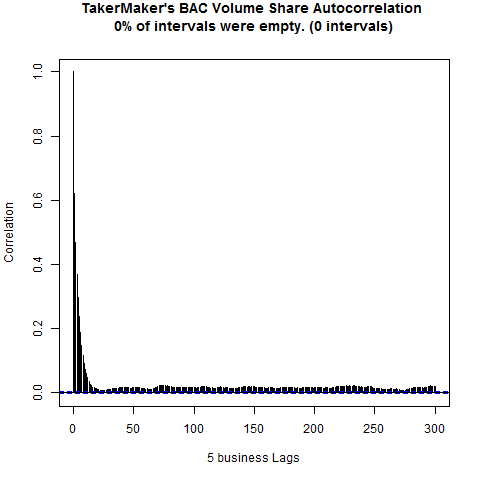 TakerMaker's BAC Volume Share Autocorrelation
0% of intervals were empty. (0 intervals)
Correlation
1.0
0.8
0.6
0.4
0.2
0.0
0 50 100 150 200 250 300
5 business Lags